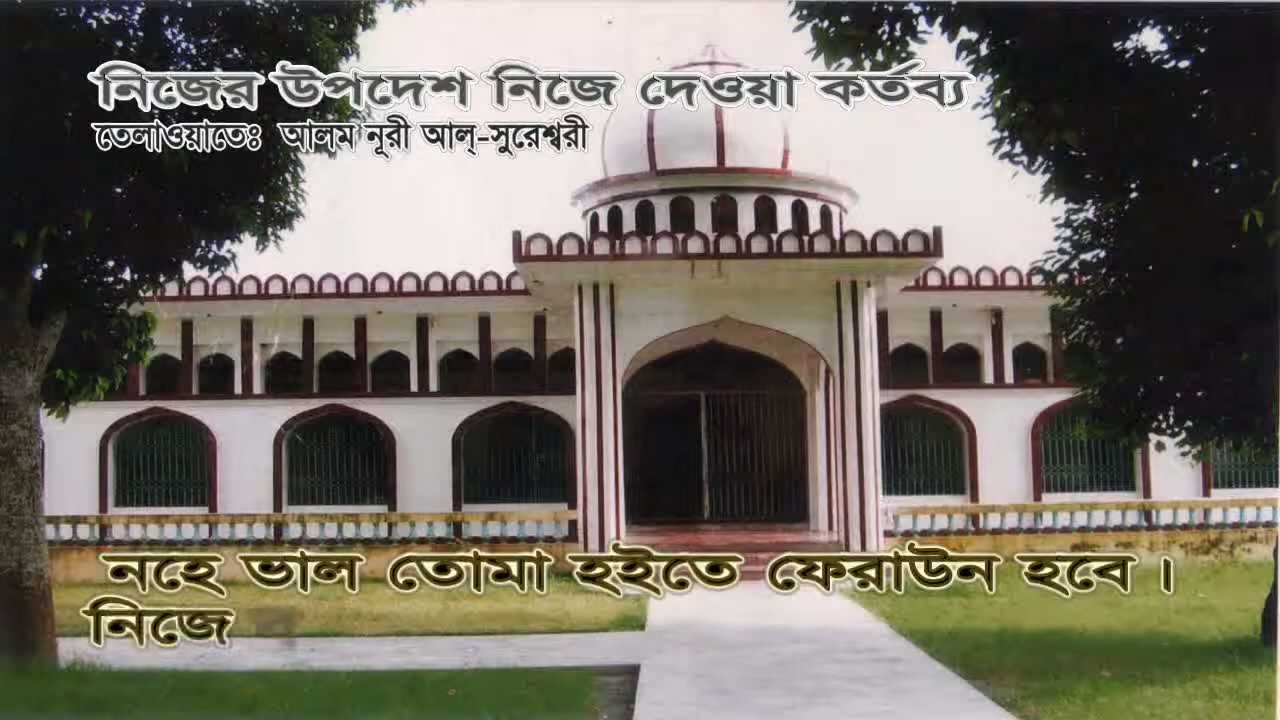 নিজের উপদেশ নিজে দেওয়া কর্তব্য
তেলাওয়াতেঃ আলম নূরী আল্-সুরেশ্বরী
নহে ভাল তোমা হইতে ফেরাউন হবে ।
নিজে